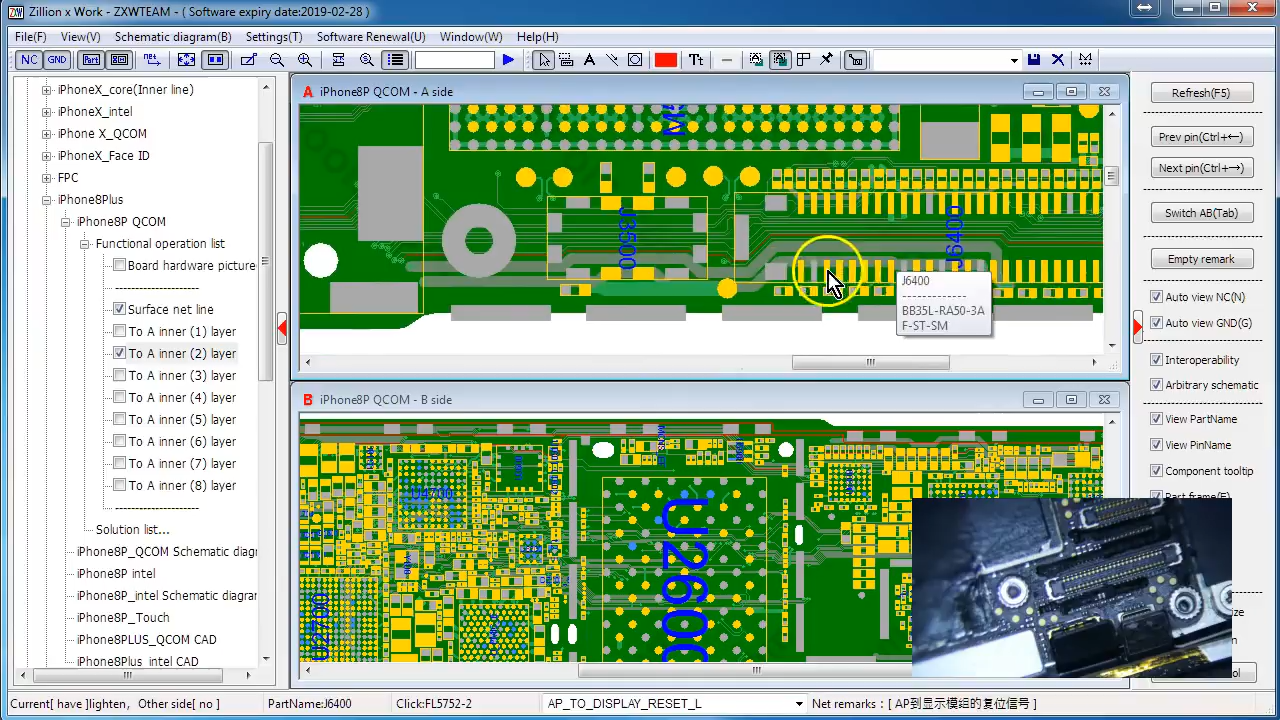 Zillion x Work - ZXWTEAM - ( Software expiry date:2019-02-28 )
File(F) View(V) Schematic diagram(B) Settings(T) Software Renewal(U) Window(W) Help(H)
NC GND Part net. A T
iPhoneX_core(Inner line)
iPhoneX_intel
iPhone X_QCOM
iPhoneX_Face ID
FPC
iPhone8Plus
iPhone8P QCOM
Functional operation list
Board hardware picture
--------------------
Surface net line
To A inner (1) layer
To A inner (2) layer
To A inner (3) layer
To A inner (4) layer
To A inner (5) layer
To A inner (6) layer
To A inner (7) layer
To A inner (8) layer
--------------------
Solution list...
iPhone8P_QCOM Schematic diagr
iPhone8P intel
iPhone8P_intel Schematic diagram
iPhone8P_Touch
iPhone8PLUS_QCOM CAD
iPhone8Plus intel CAD
A iPhone8P QCOM - A side
J3500
J6400
J6400
-------------
BB35L-RA50-3A
F-ST-SM
B iPhone8P QCOM - B side
U2600
Refresh(F5)
Prev pin(Ctrl+←)
Next pin(Ctrl+→)
Switch AB(Tab)
Empty remark
Auto view NC(N)
Auto view GND(G)
Interoperability
Arbitrary schematic
View PartName
View PinName
Component tooltip
Part frame(F)
Current[ have ]lighten, Other side[ no ] PartName:J6400 Click:FL5752-2 AP_TO_DISPLAY_RESET_L Net remarks : [ AP到显示模组的复位信号 ]